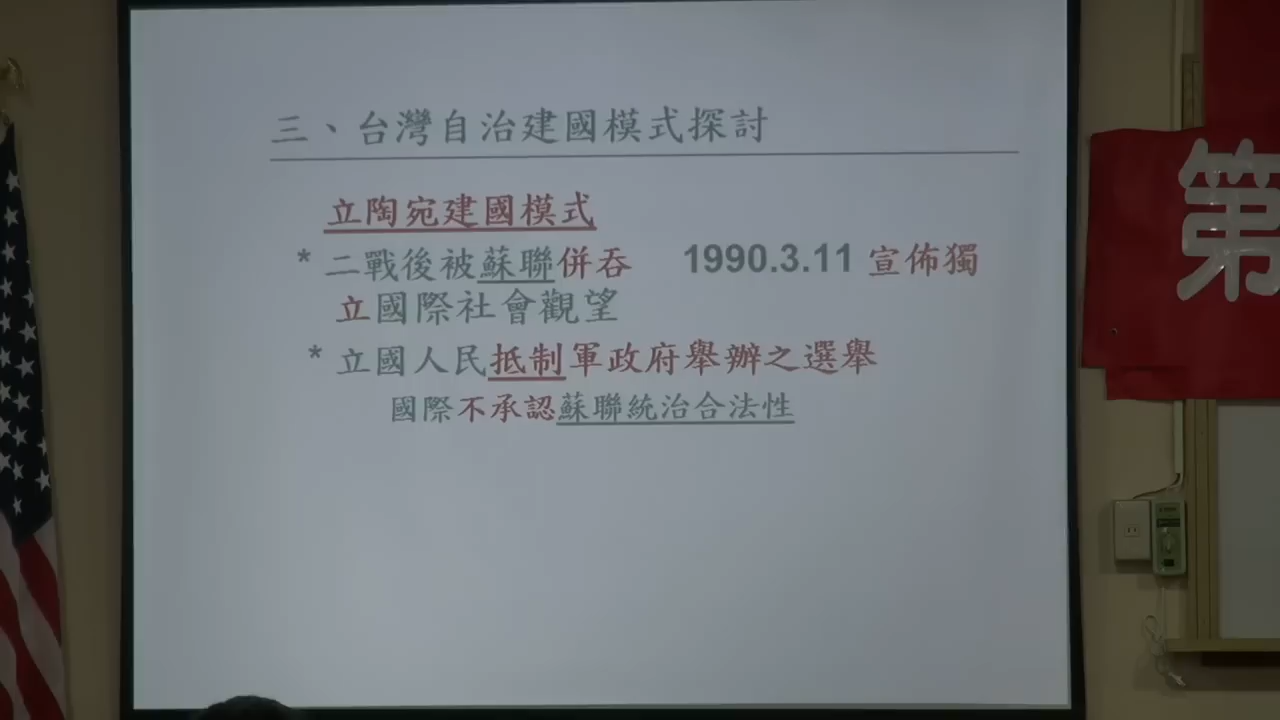 三、台灣自治建國模式探討
立陶宛建國模式
* 二戰後被蘇聯併吞 1990.3.11 宣佈獨
立國際社會觀望
* 立國人民抵制軍政府舉辦之選舉
國際不承認蘇聯統治合法性
第